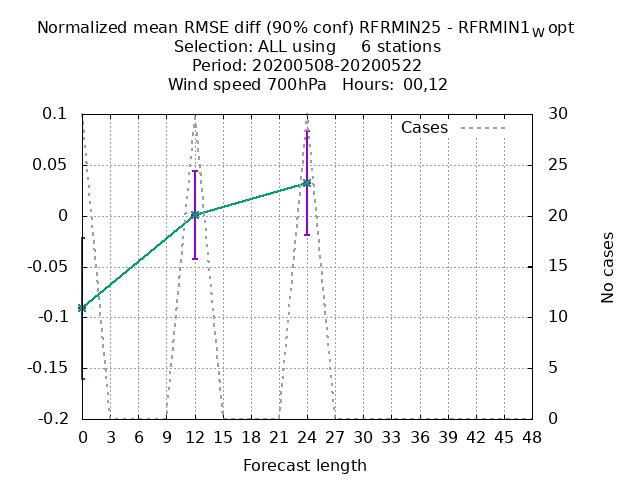 Normalized mean RMSE diff (90% conf) RFRMIN25 - RFRMIN1wopt
Selection: ALL using 6 stations
Period: 20200508-20200522
Wind speed 700hPa Hours: 00,12
0.1
0.05
0
-0.05
-0.1
-0.15
-0.2
Cases
30
25
20
15
10
5
0
No cases
0 3 6 9 12 15 18 21 24 27 30 33 36 39 42 45 48
Forecast length